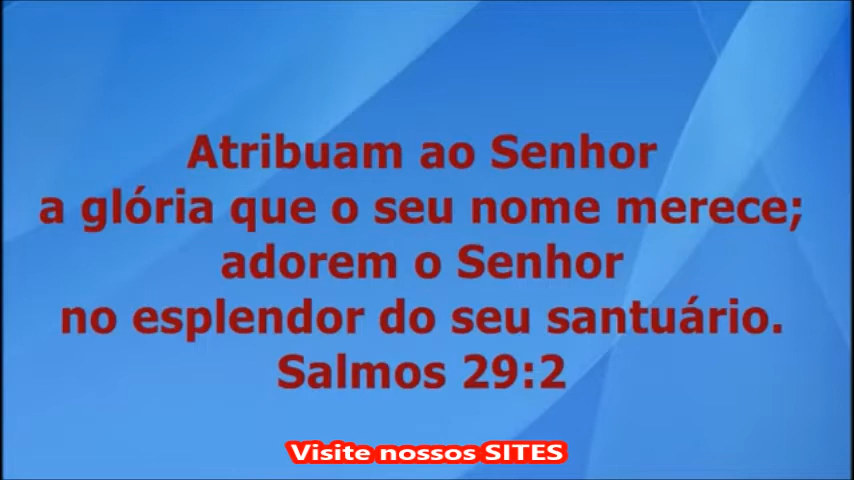 Atribuam ao Senhor
a glória que o seu nome merece;
adorem o Senhor
no esplendor do seu santuário.
Salmos 29:2
Visite nossos SITES